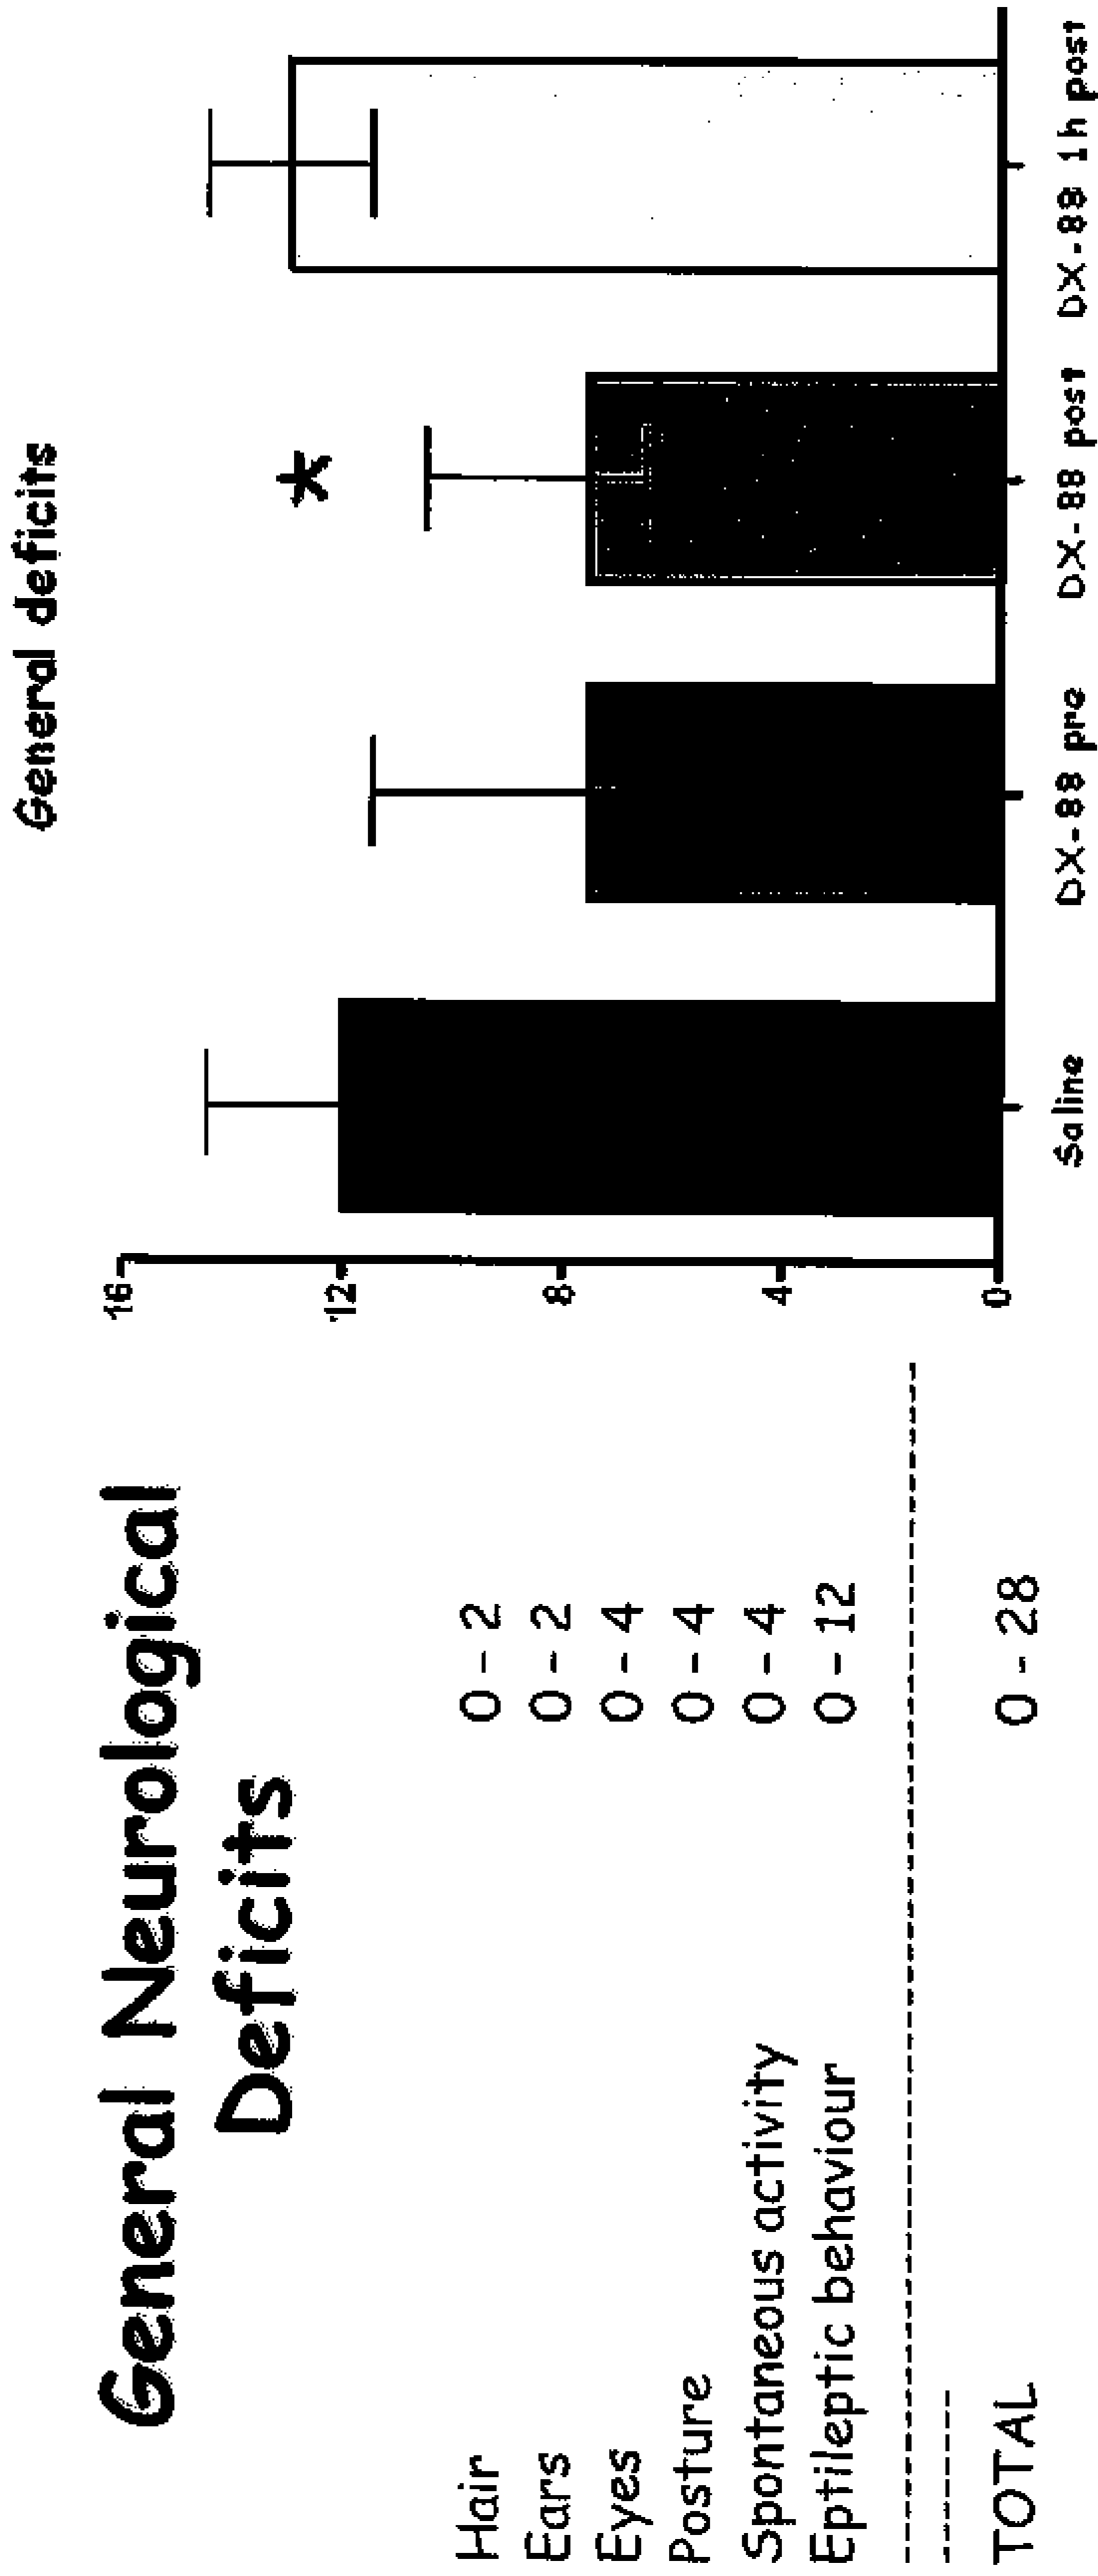 General Neurological
Deficits
Hair 0 - 2
Ears 0 - 2
Eyes 0 - 4
Posture 0 - 4
Spontaneous activity 0 - 4
Eptileptic behaviour 0 - 12
TOTAL 0 - 28
General deficits
16
12
8
4
0
*
Saline DX-88 pre DX-88 post DX-88 1h post